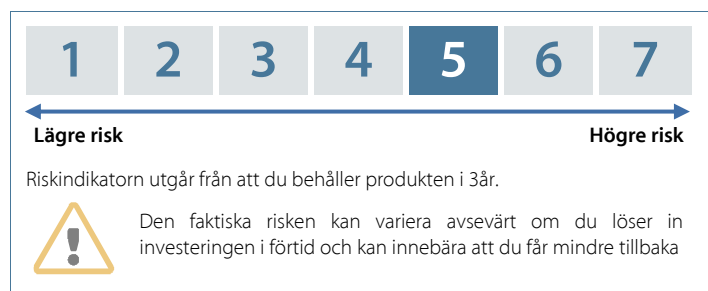 1 2 3 4 5 6 7
Lägre risk Högre risk
Riskindikatorn utgår från att du behåller produkten i 3år.
Den faktiska risken kan variera avsevärt om du löser in
investeringen i förtid och kan innebära att du får mindre tillbaka